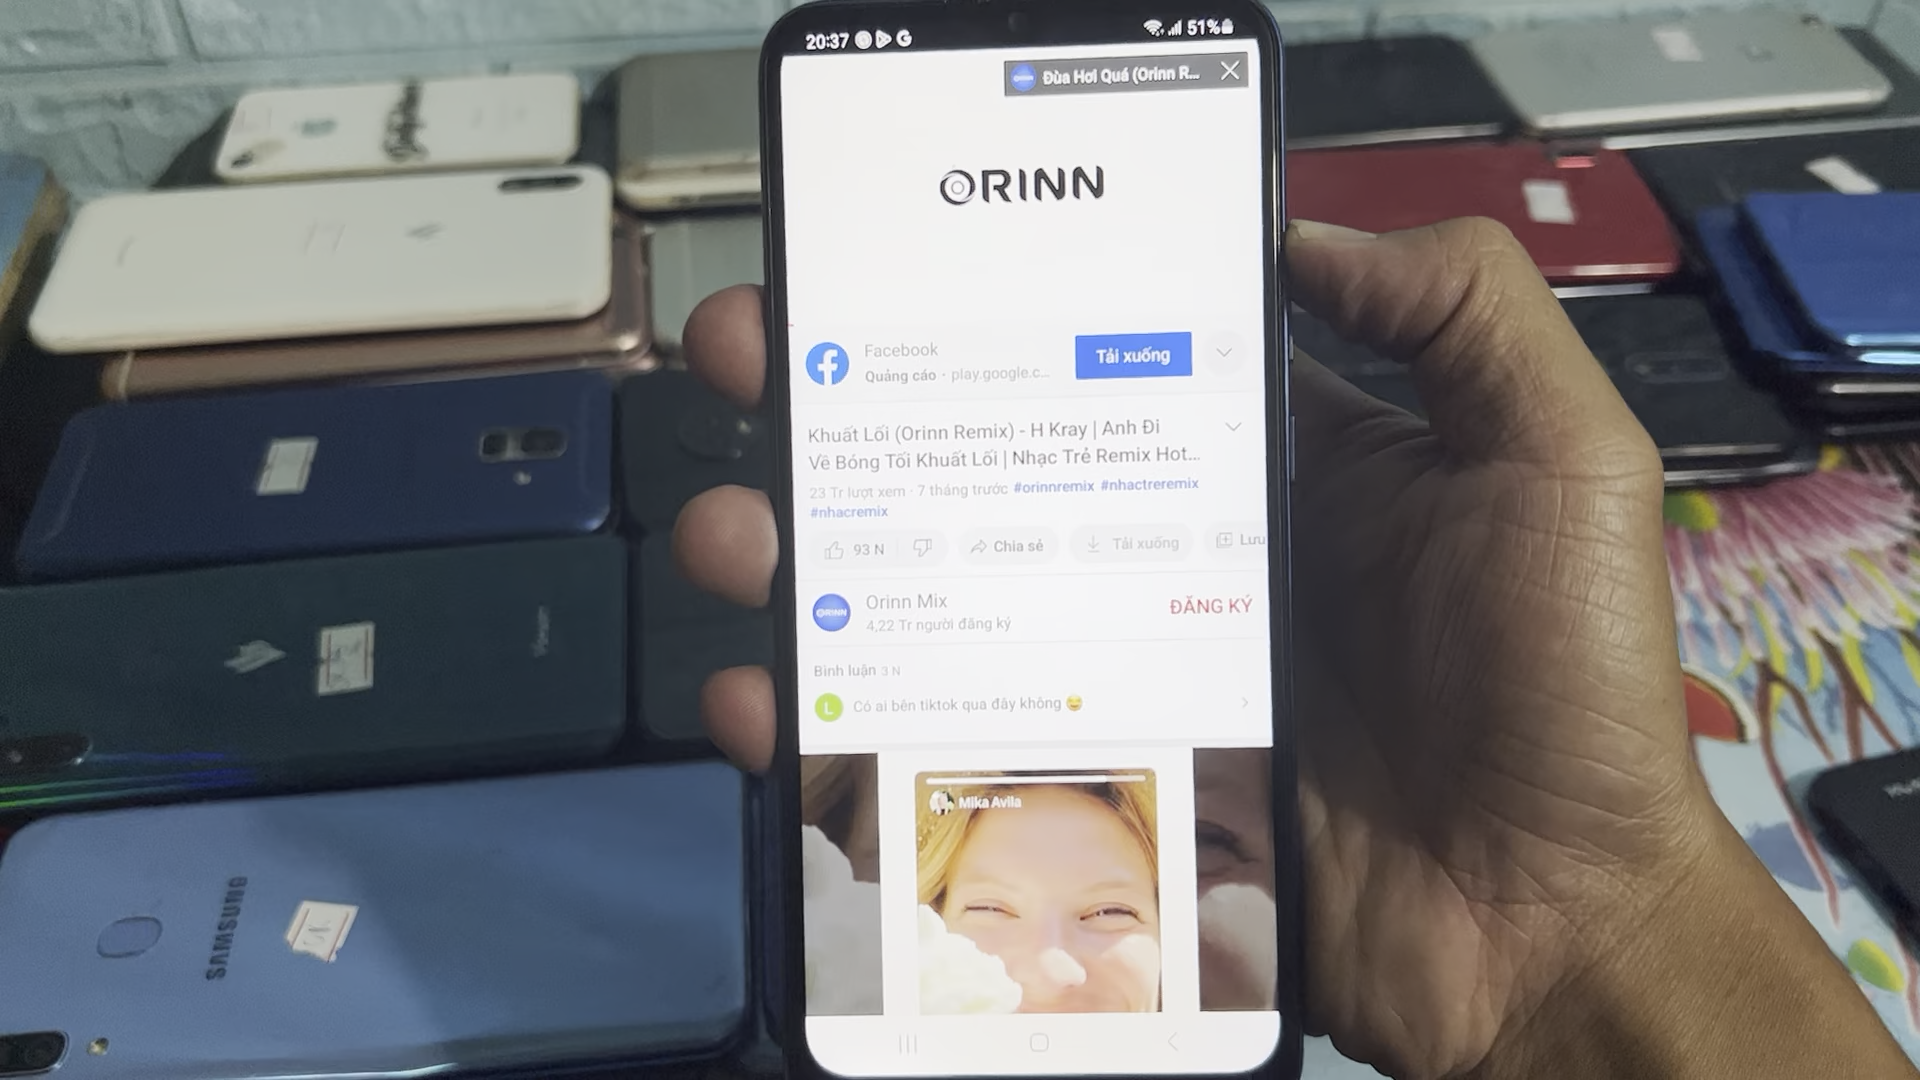 20:37
51%
Đùa Hơi Quá (Orinn R...
ORINN
Facebook
Tải xuống
Quảng cáo · play.google.c...
Khuất Lối (Orinn Remix) - H Kray | Anh Đi
Về Bóng Tối Khuất Lối | Nhạc Trẻ Remix Hot...
23 Tr lượt xem · 7 tháng trước #orinnremix #nhactreremix
#nhacremix
93 N
Chia sẻ
Tải xuống
Lưu
ORINN
Orinn Mix
4,22 Tr người đăng ký
ĐĂNG KÝ
Bình luận 3 N
L
Có ai bên tiktok qua đây không 😂
Mika Avila
SAMSUNG